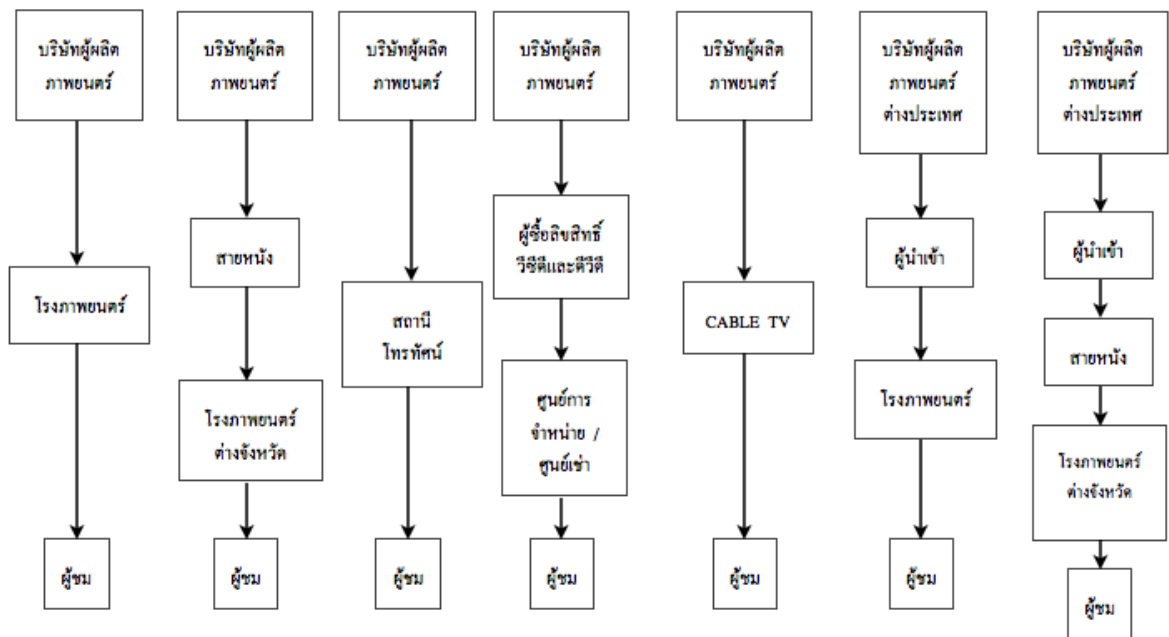 บริษัทผู้ผลิต
ภาพยนตร์
โรงภาพยนตร์
ผู้ชม
บริษัทผู้ผลิต
ภาพยนตร์
สายหนัง
โรงภาพยนตร์
ต่างจังหวัด
ผู้ชม
บริษัทผู้ผลิต
ภาพยนตร์
สถานี
โทรทัศน์
ผู้ชม
บริษัทผู้ผลิต
ภาพยนตร์
ผู้ซื้อลิขสิทธิ์
วีซีดีและดีวีดี
ศูนย์การ
จำหน่าย /
ศูนย์เช่า
ผู้ชม
บริษัทผู้ผลิต
ภาพยนตร์
CABLE TV
ผู้ชม
บริษัทผู้ผลิต
ภาพยนตร์
ต่างประเทศ
ผู้นำเข้า
โรงภาพยนตร์
ผู้ชม
บริษัทผู้ผลิต
ภาพยนตร์
ต่างประเทศ
ผู้นำเข้า
สายหนัง
โรงภาพยนตร์
ต่างจังหวัด
ผู้ชม